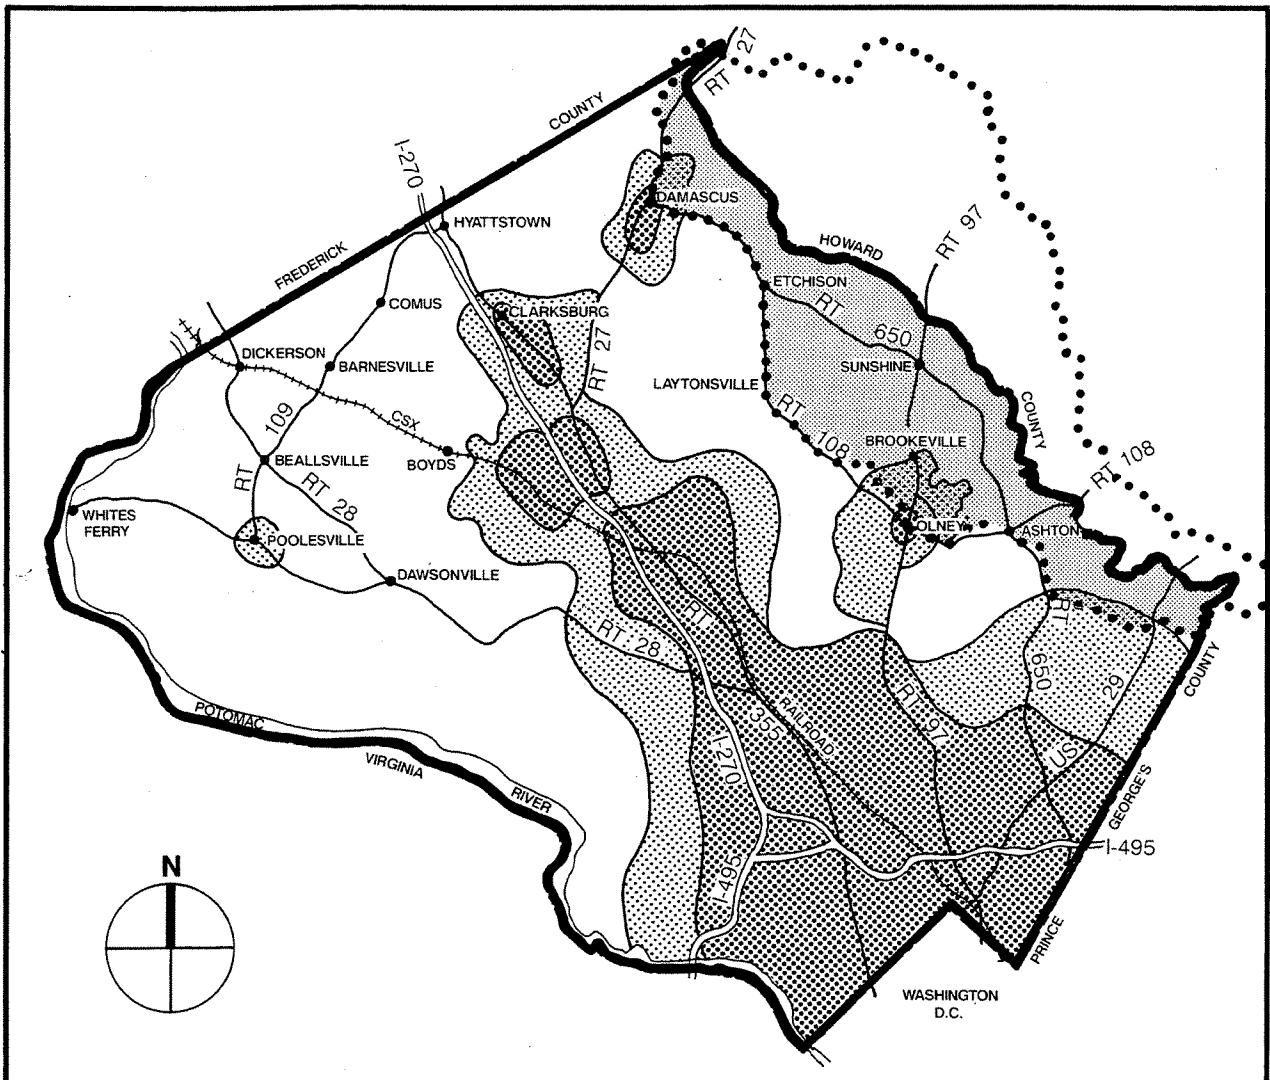 RT 27
COUNTY
I-270
DAMASCUS
HYATTSTOWN
FREDERICK
HOWARD
RT 97
ETCHISON
COMUS
CLARKSBURG
RT 650
RT 27
DICKERSON
BARNESVILLE
SUNSHINE
LAYTONSVILLE
COUNTY
RT 108
CSX
RT 109
BROOKEVILLE
BOYDS
BEALLSVILLE
RT 108
RT 28
WHITES
FERRY
OLNEY
ASHTON
POOLESVILLE
DAWSONVILLE
RT 28
RT 355
RT 650
COUNTY
POTOMAC
RAILROAD
RT 97
US 29
I-270
VIRGINIA
RIVER
GEORGE'S
I-495
I-495
N
PRINCE
WASHINGTON
D.C.